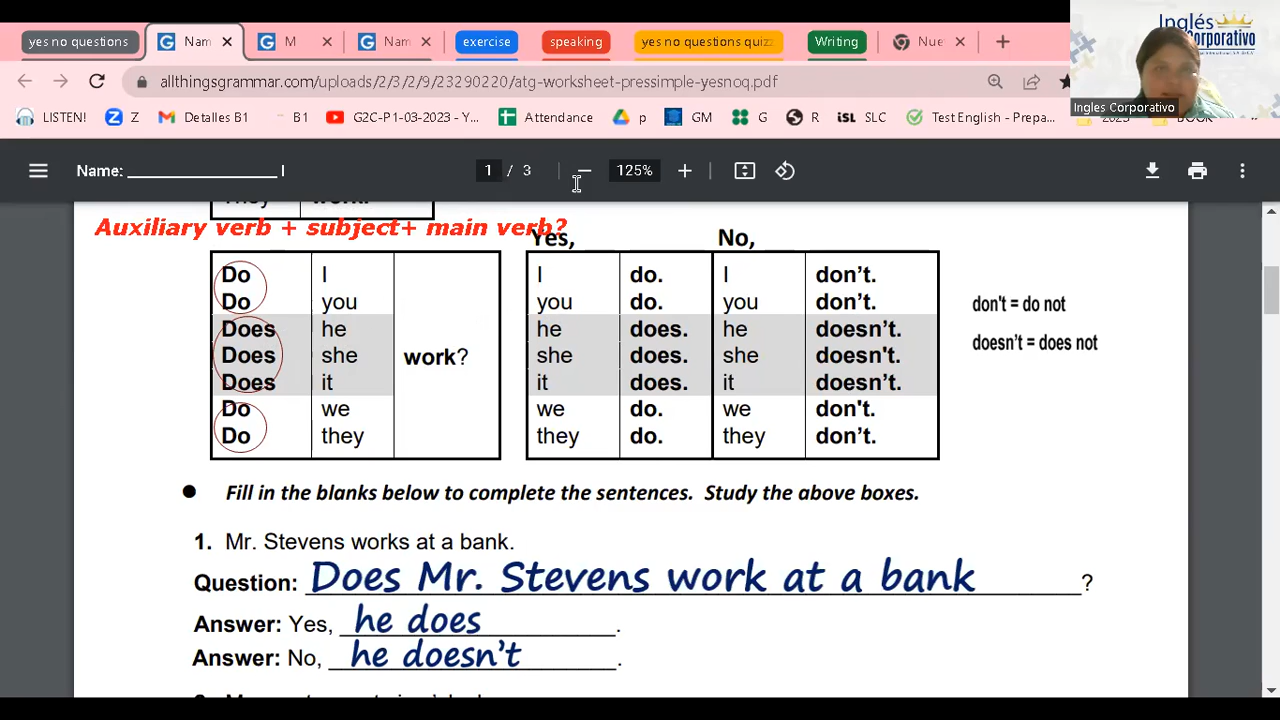 yes no questions Nam M Nam exercise speaking yes no questions quizz Writing Nue
Inglés
Corporativo
allthingsgrammar.com/uploads/2/3/2/9/23290220/atg-worksheet-pressimple-yesnoq.pdf
Ingles Corporativo
LISTEN! Z Detalles B1 B1 G2C-P1-03-2023 - Y... Attendance p GM G R SLC Test English - Prepa... BOOK
Name: ________________ I 1 / 3 125%
They work.
Auxiliary verb + subject+ main verb?
Yes, No,
Do I I do. I don’t.
Do you you do. you don’t.
Does he he does. he doesn’t.
Does she work? she does. she doesn't.
Does it it does. it doesn’t.
Do we we do. we don't.
Do they they do. they don’t.
don't = do not
doesn’t = does not
● Fill in the blanks below to complete the sentences. Study the above boxes.
1. Mr. Stevens works at a bank.
Question: Does Mr. Stevens work at a bank ?
Answer: Yes, he does .
Answer: No, he doesn’t .